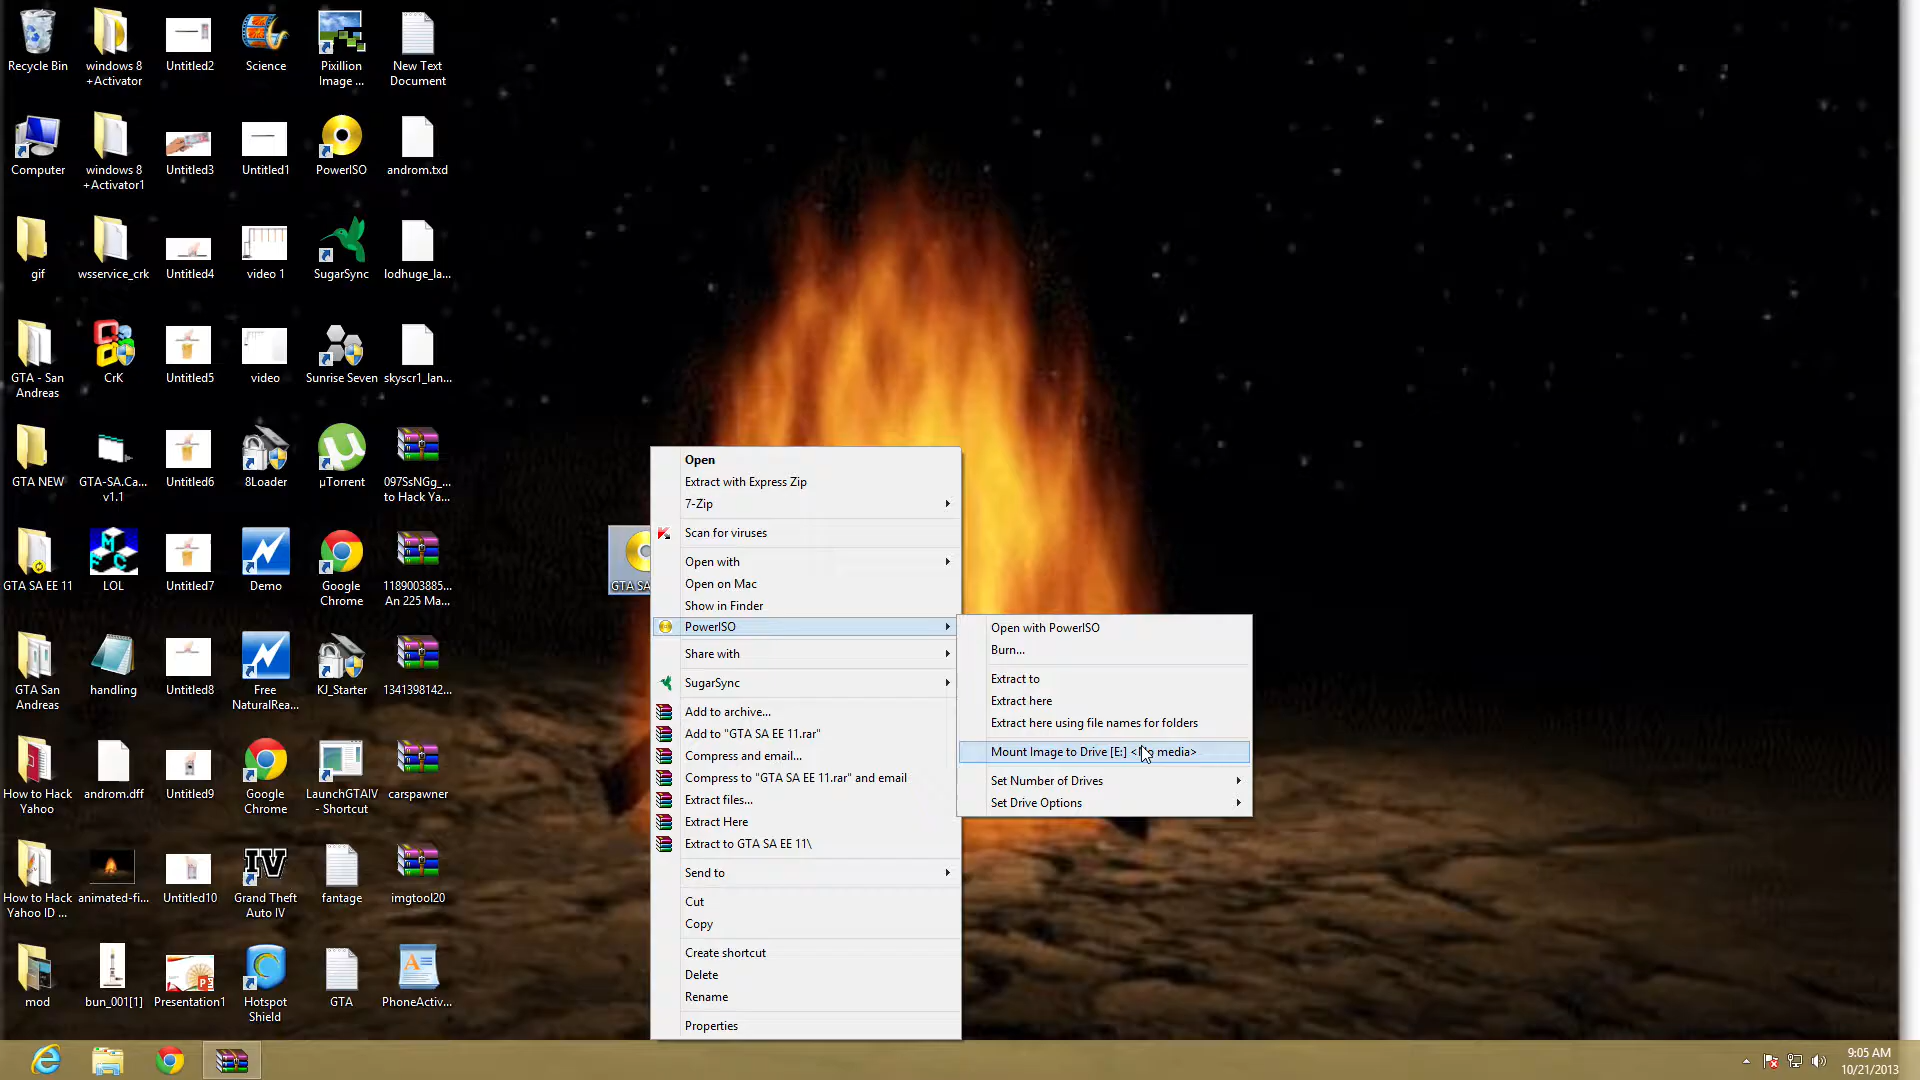 Recycle Bin
windows 8
+Activator
Untitled2
Science
Pixillion
Image ...
New Text
Document
Computer
windows 8
+Activator1
Untitled3
Untitled1
PowerISO
androm.txd
gif
wsservice_crk
Untitled4
video 1
SugarSync
lodhuge_la...
GTA - San
Andreas
CrK
Untitled5
video
Sunrise Seven
skyscr1_lan...
GTA NEW
GTA-SA.Ca...
v1.1
Untitled6
8Loader
µTorrent
097SsNGg_...
to Hack Ya...
GTA SA EE 11
LOL
Untitled7
Demo
Google
Chrome
1189003885...
An 225 Ma...
GTA San
Andreas
handling
Untitled8
Free
NaturalRea...
KJ_Starter
1341398142...
How to Hack
Yahoo
androm.dff
Untitled9
Google
Chrome
LaunchGTAIV
- Shortcut
carspawner
How to Hack
Yahoo ID ...
animated-fi...
Untitled10
Grand Theft
Auto IV
fantage
imgtool20
mod
bun_001[1]
Presentation1
Hotspot
Shield
GTA
PhoneActiv...
GTA SA
Open
Extract with Express Zip
7-Zip
Scan for viruses
Open with
Open on Mac
Show in Finder
PowerISO
Share with
SugarSync
Add to archive...
Add to "GTA SA EE 11.rar"
Compress and email...
Compress to "GTA SA EE 11.rar" and email
Extract files...
Extract Here
Extract to GTA SA EE 11\
Send to
Cut
Copy
Create shortcut
Delete
Rename
Properties
Open with PowerISO
Burn...
Extract to
Extract here
Extract here using file names for folders
Mount Image to Drive [E:] <No media>
Set Number of Drives
Set Drive Options
9:05 AM
10/21/2013